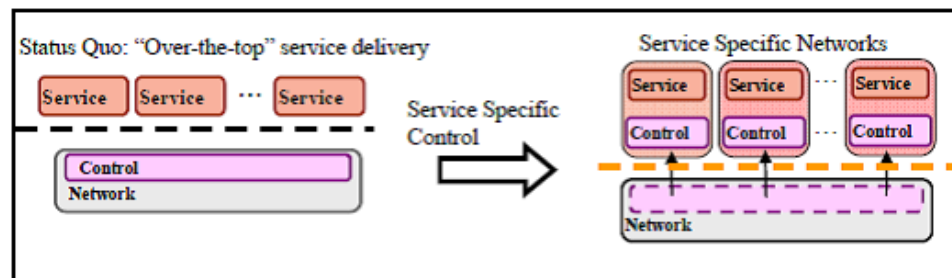 Status Quo: “Over-the-top” service delivery
Service Service ... Service
Control
Network
Service Specific
Control
Service Specific Networks
Service Service ... Service
Control Control ... Control
Network